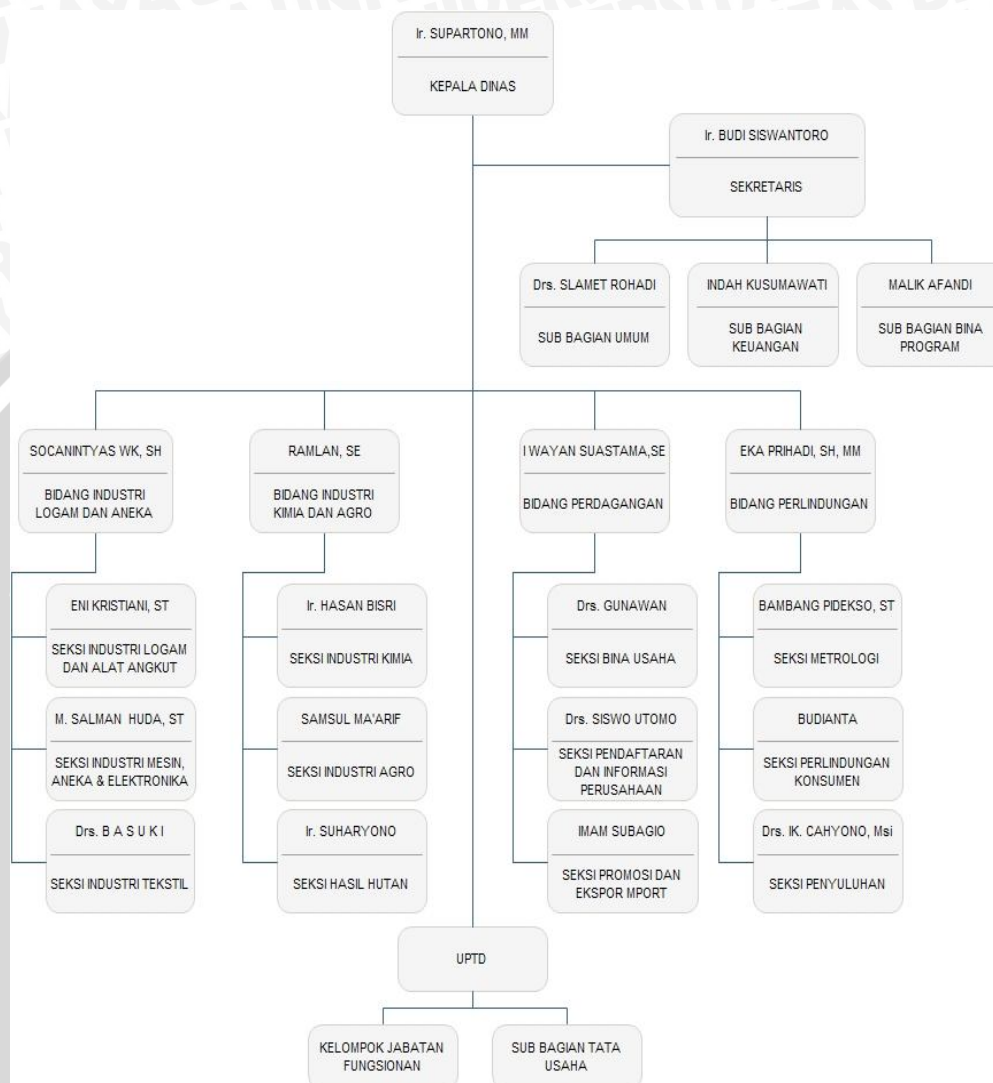 Ir. SUPARTONO, MM
KEPALA DINAS
Ir. BUDI SISWANTORO
SEKRETARIS
Drs. SLAMET ROHADI
SUB BAGIAN UMUM
INDAH KUSUMAWATI
SUB BAGIAN
KEUANGAN
MALIK AFANDI
SUB BAGIAN BINA
PROGRAM
SOCANINTYAS WK, SH
BIDANG INDUSTRI
LOGAM DAN ANEKA
RAMLAN, SE
BIDANG INDUSTRI
KIMIA DAN AGRO
I WAYAN SUASTAMA,SE
BIDANG PERDAGANGAN
EKA PRIHADI, SH, MM
BIDANG PERLINDUNGAN
ENI KRISTIANI, ST
SEKSI INDUSTRI LOGAM
DAN ALAT ANGKUT
M. SALMAN HUDA, ST
SEKSI INDUSTRI MESIN,
ANEKA & ELEKTRONIKA
Drs. B A S U K I
SEKSI INDUSTRI TEKSTIL
Ir. HASAN BISRI
SEKSI INDUSTRI KIMIA
SAMSUL MA'ARIF
SEKSI INDUSTRI AGRO
Ir. SUHARYONO
SEKSI HASIL HUTAN
Drs. GUNAWAN
SEKSI BINA USAHA
Drs. SISWO UTOMO
SEKSI PENDAFTARAN
DAN INFORMASI
PERUSAHAAN
IMAM SUBAGIO
SEKSI PROMOSI DAN
EKSPOR MPORT
BAMBANG PIDEKSO, ST
SEKSI METROLOGI
BUDIANTA
SEKSI PERLINDUNGAN
KONSUMEN
Drs. IK. CAHYONO, Msi
SEKSI PENYULUHAN
UPTD
KELOMPOK JABATAN
FUNGSIONAN
SUB BAGIAN TATA
USAHA